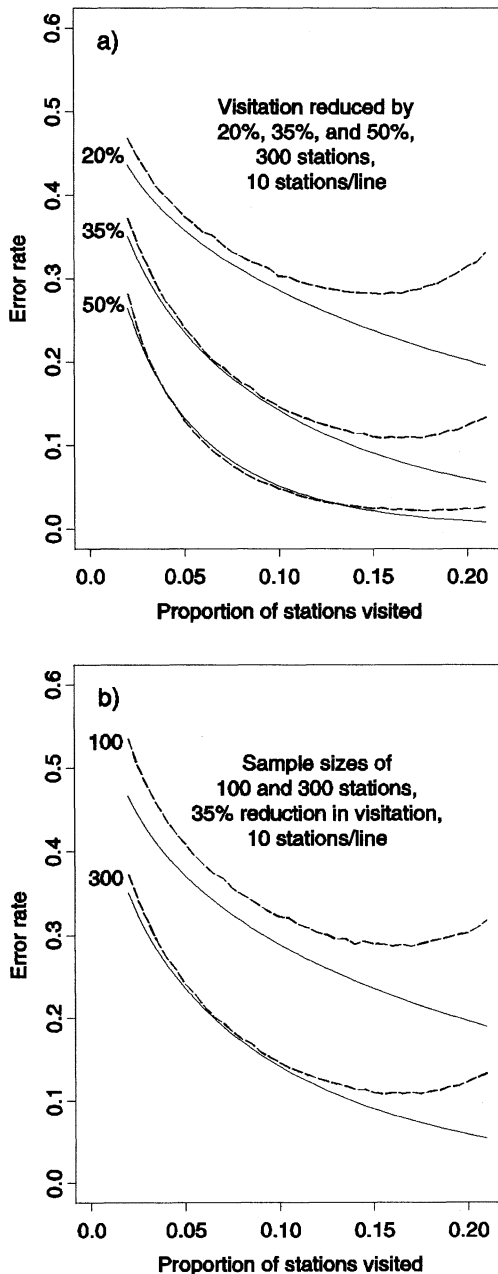 a)
Visitation reduced by
20%, 35%, and 50%,
300 stations,
10 stations/line
20%
35%
50%
Error rate
0.6
0.5
0.4
0.3
0.2
0.1
0.0
0.0
0.05
0.10
0.15
0.20
Proportion of stations visited
b)
Sample sizes of
100 and 300 stations,
35% reduction in visitation,
10 stations/line
100
300
Error rate
0.6
0.5
0.4
0.3
0.2
0.1
0.0
0.0
0.05
0.10
0.15
0.20
Proportion of stations visited